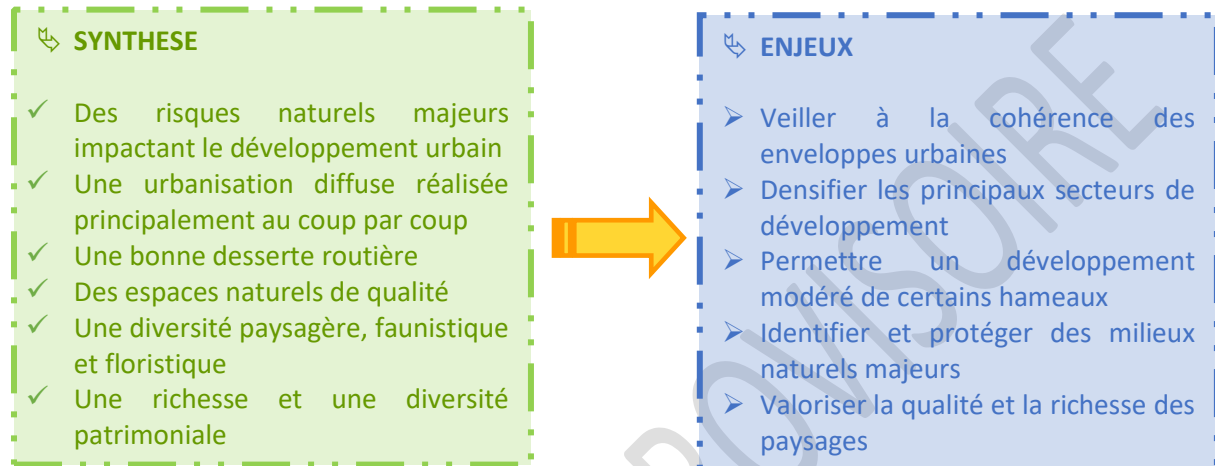 SYNTHESE
✓ Des risques naturels majeurs
impactant le développement urbain
✓ Une urbanisation diffuse réalisée
principalement au coup par coup
✓ Une bonne desserte routière
✓ Des espaces naturels de qualité
✓ Une diversité paysagère, faunistique
et floristique
✓ Une richesse et une diversité
patrimoniale
ENJEUX
➢ Veiller à la cohérence des
enveloppes urbaines
➢ Densifier les principaux secteurs de
développement
➢ Permettre un développement
modéré de certains hameaux
➢ Identifier et protéger des milieux
naturels majeurs
➢ Valoriser la qualité et la richesse des
paysages
OVISOIRE